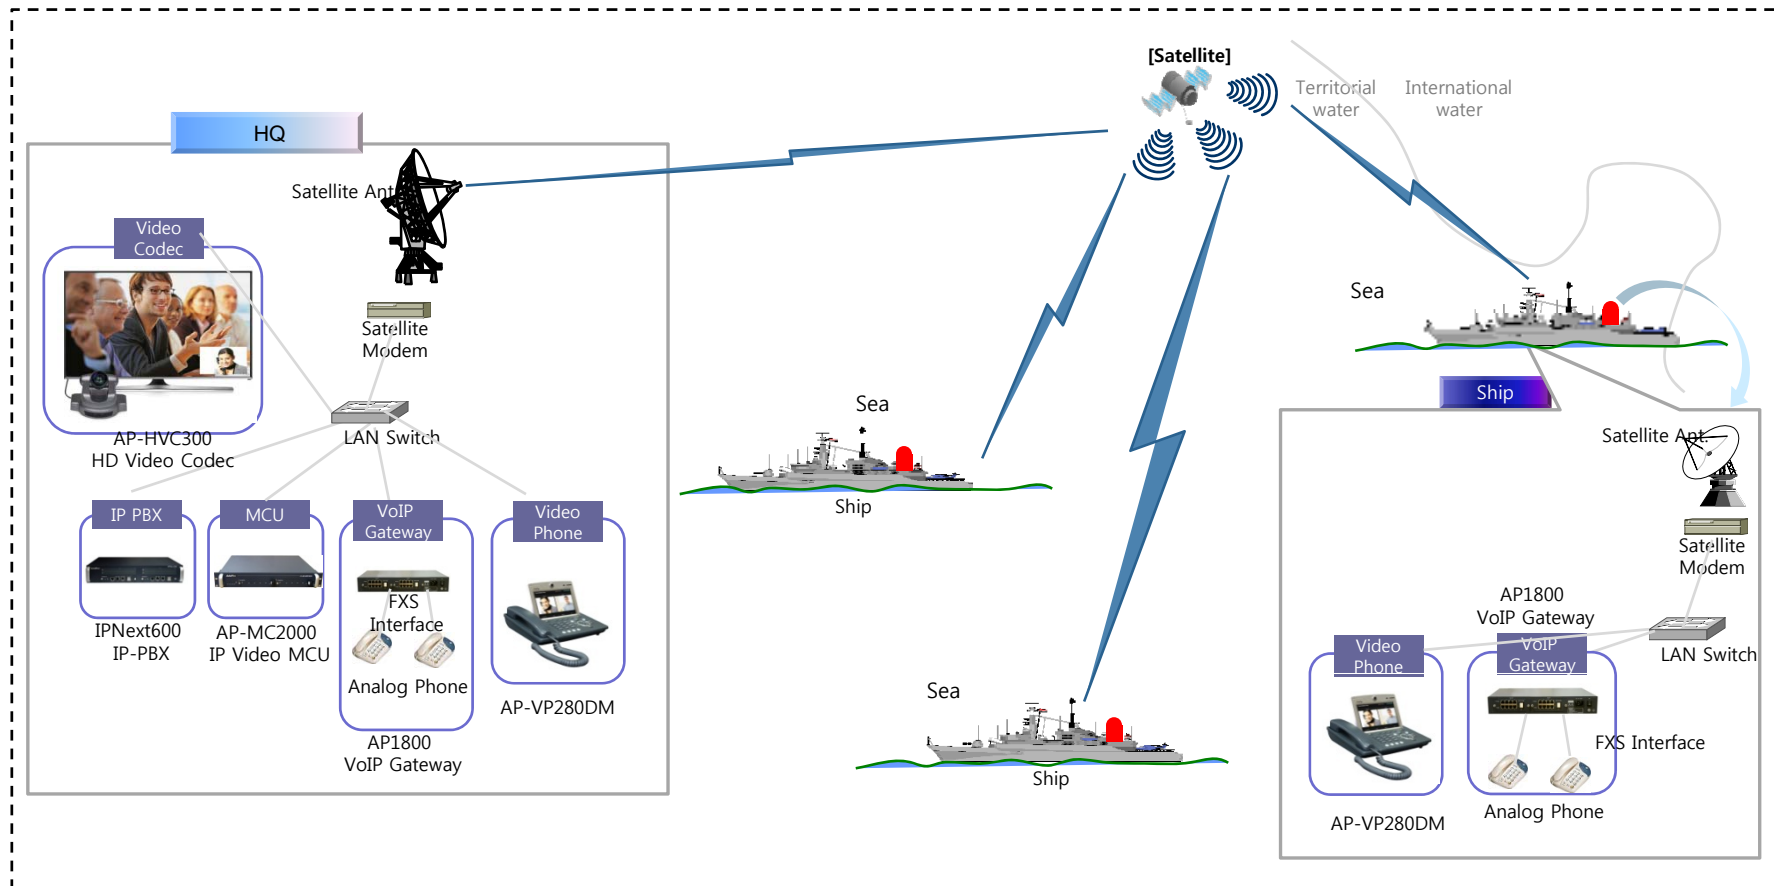 [Satellite]
Territorial
water
International
water
HQ
Satellite Ant.
Video
Codec
Satellite
Modem
AP-HVC300
HD Video Codec
LAN Switch
IP PBX
MCU
VoIP
Gateway
Video
Phone
FXS
Interface
Analog Phone
IPNext600
IP-PBX
AP-MC2000
IP Video MCU
AP1800
VoIP Gateway
AP-VP280DM
Sea
Ship
Sea
Ship
Sea
Ship
Satellite Ant.
Satellite
Modem
AP1800
VoIP Gateway
LAN Switch
Video
Phone
VoIP
Gateway
FXS Interface
Analog Phone
AP-VP280DM